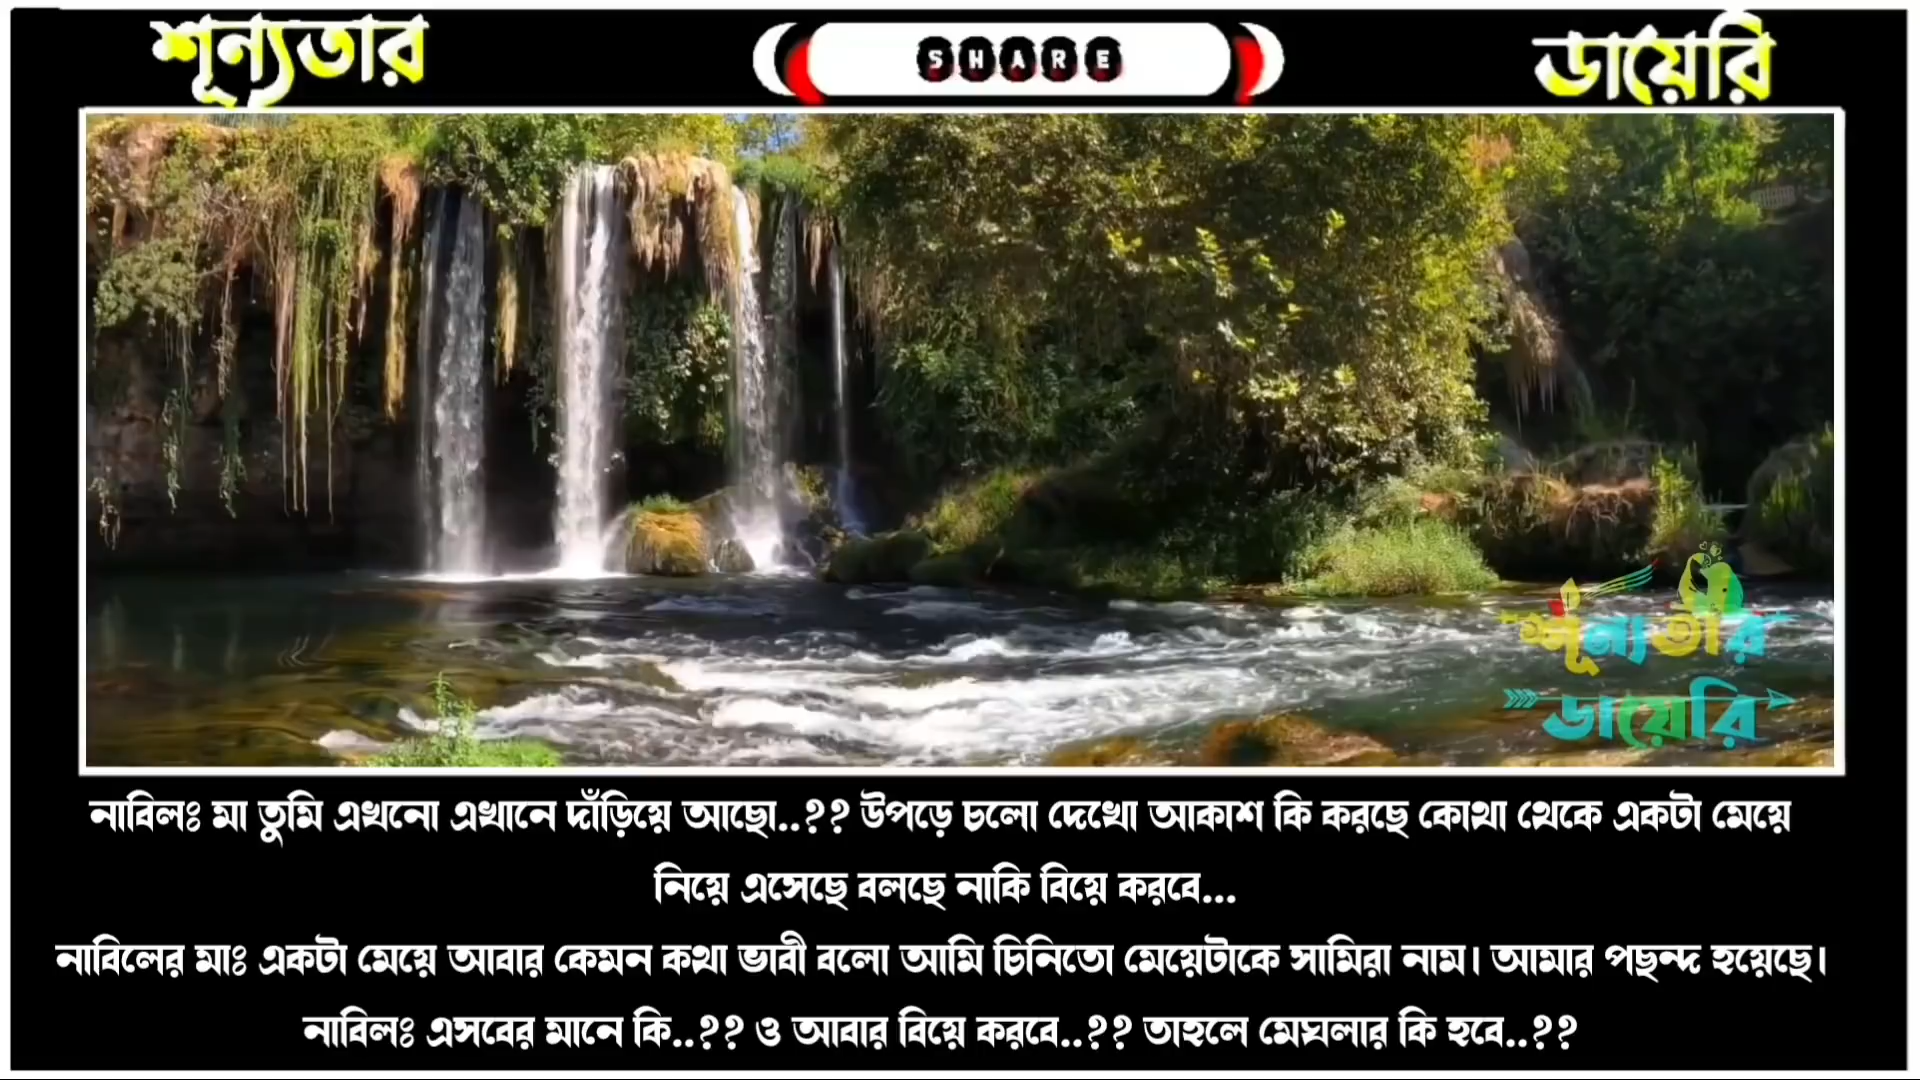 শূন্যতার
SHARE
ডায়েরি
শূন্যতার
ডায়েরি
নাবিলঃ মা তুমি এখনো এখানে দাঁড়িয়ে আছো..?? উপড়ে চলো দেখো আকাশ কি করছে কোথা থেকে একটা মেয়ে
নিয়ে এসেছে বলছে নাকি বিয়ে করবে...
নাবিলের মাঃ একটা মেয়ে আবার কেমন কথা ভাবী বলো আমি চিনিতো মেয়েটাকে সামিরা নাম। আমার পছন্দ হয়েছে।
নাবিলঃ এসবের মানে কি..?? ও আবার বিয়ে করবে..?? তাহলে মেঘলার কি হবে..??